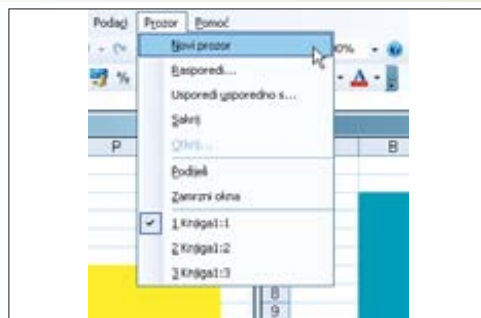 Podaci Prozor Pomoć
Novi prozor
%
Rasporedi...
Usporedi usporedno s...
Sakrij
Otkrij...
P
B
Podijeli
Zamrzni okna
1 Knjiga1:1
2 Knjiga1:2
3 Knjiga1:3
8
9